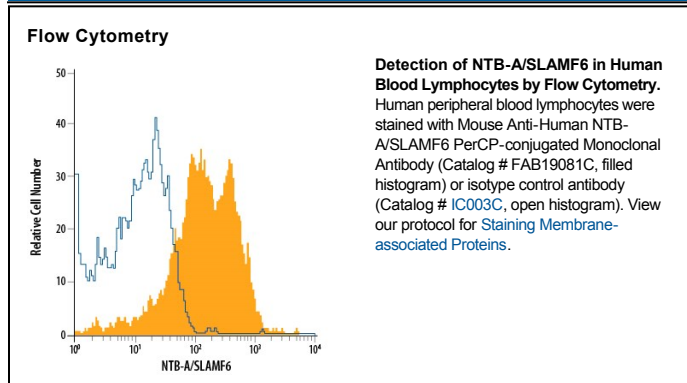 Flow Cytometry
50
40
30
20
10
0
Relative Cell Number
10⁰ 10¹ 10² 10³ 10⁴
NTB-A/SLAMF6
Detection of NTB-A/SLAMF6 in Human
Blood Lymphocytes by Flow Cytometry.
Human peripheral blood lymphocytes were
stained with Mouse Anti-Human NTB-
A/SLAMF6 PerCP-conjugated Monoclonal
Antibody (Catalog # FAB19081C, filled
histogram) or isotype control antibody
(Catalog # IC003C, open histogram). View
our protocol for Staining Membrane-
associated Proteins.